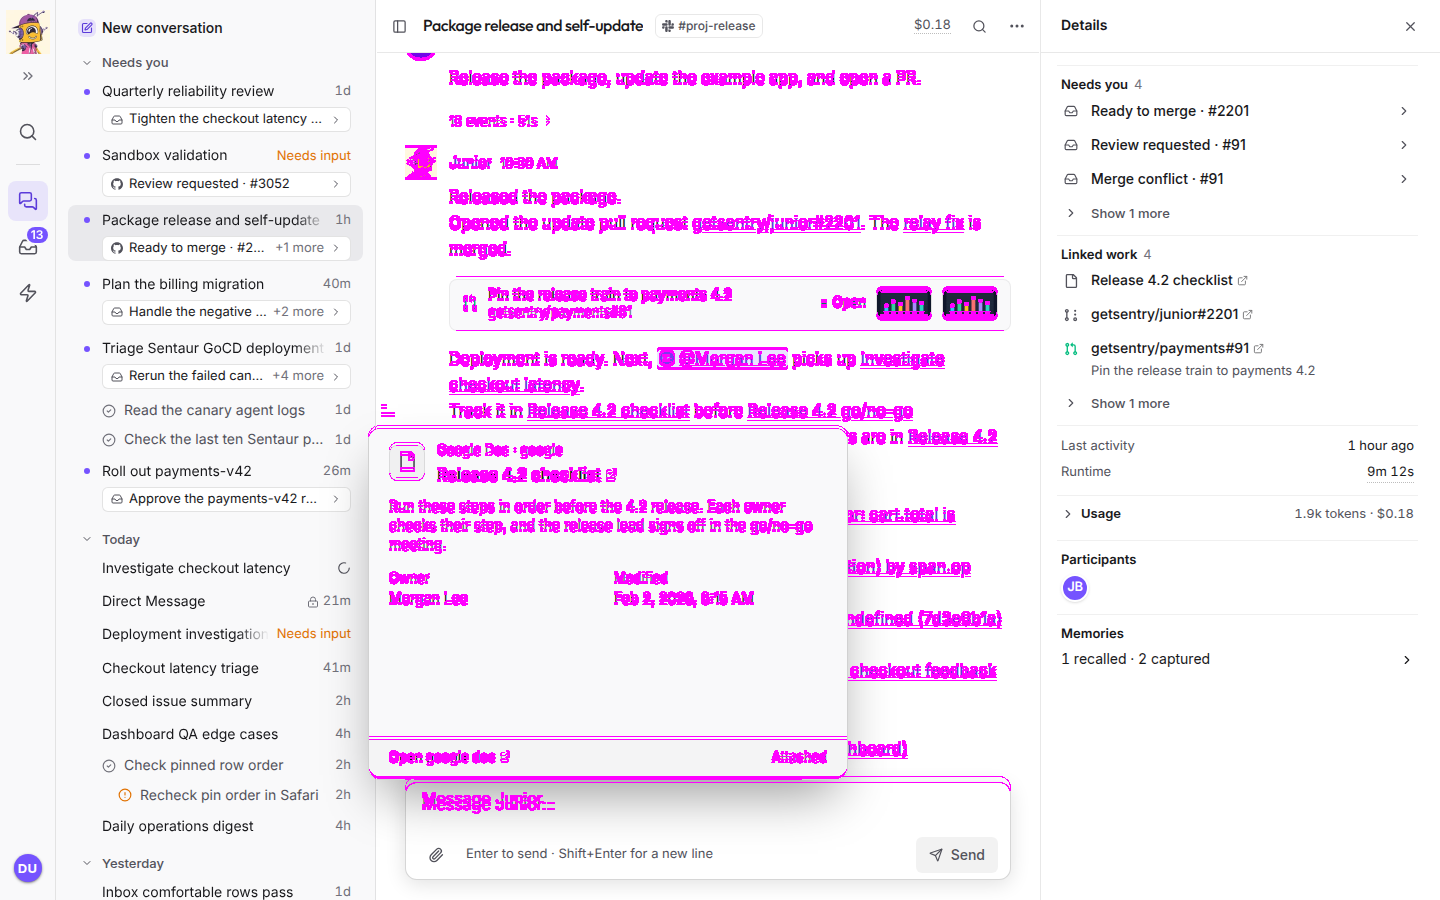 New conversation
Needs you
Quarterly reliability review 1d
Tighten the checkout latency ...
Sandbox validation Needs input
Review requested · #3052
Package release and self-update 1h
Ready to merge · #2... +1 more
Plan the billing migration 40m
Handle the negative ... +2 more
Triage Sentaur GoCD deployment 1d
Rerun the failed can... +4 more
Read the canary agent logs 1d
Check the last ten Sentaur p... 1d
Roll out payments-v42 26m
Approve the payments-v42 r...
Today
Investigate checkout latency
Direct Message 21m
Deployment investigation Needs input
Checkout latency triage 41m
Closed issue summary 2h
Dashboard QA edge cases 4h
Check pinned row order 2h
Recheck pin order in Safari 2h
Daily operations digest 4h
Yesterday
Inbox comfortable rows pass 1d
13
DU
Package release and self-update #proj-release $0.18
Release the package, update the example app, and open a PR.
Junior
Released the package.
Opened the update pull request getsentry/junior#2201. The relay fix is
merged.
Pin the release train to payments 4.2
getsentry/payments#91
Open
Deployment is ready. Next, @Morgan Lee picks up Investigate
checkout latency.
Track it in Release 4.2 checklist before Release 4.2 go/no-go
s are in Release 4.2
cart.total is
tion) by span.op
checkout feedback
Google Doc · google
Release 4.2 checklist
Run these steps in order before the 4.2 release. Each owner
checks their step, and the release lead signs off in the go/no-go
meeting.
Owner Modified
Morgan Lee
Open google doc Attached
Message Junior...
Enter to send · Shift+Enter for a new line
Send
Details
Needs you 4
Ready to merge · #2201
Review requested · #91
Merge conflict · #91
Show 1 more
Linked work 4
Release 4.2 checklist
getsentry/junior#2201
getsentry/payments#91
Pin the release train to payments 4.2
Show 1 more
Last activity 1 hour ago
Runtime 9m 12s
Usage 1.9k tokens · $0.18
Participants
JB
Memories
1 recalled · 2 captured